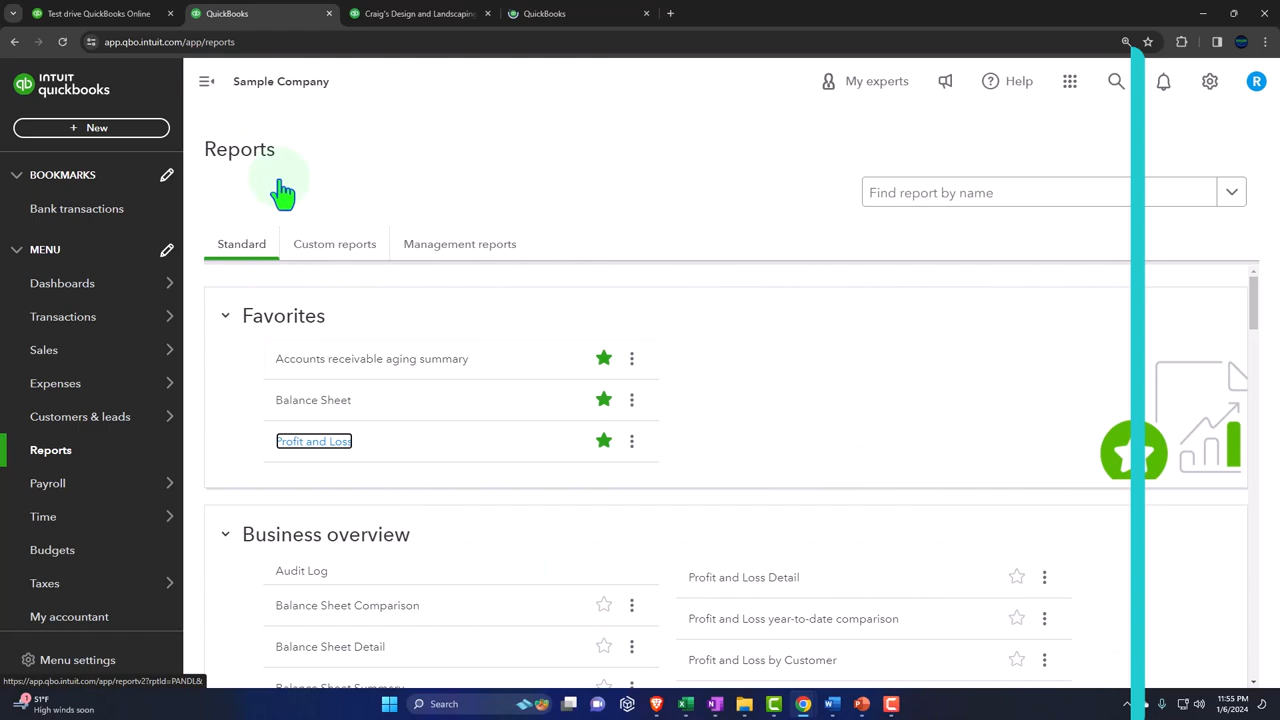 Test drive QuickBooks Online
QuickBooks
Craig's Design and Landscaping
QuickBooks
app.qbo.intuit.com/app/reports
INTUIT
quickbooks
Sample Company
My experts
Help
R
+ New
Reports
BOOKMARKS
Bank transactions
Find report by name
MENU
Standard
Custom reports
Management reports
Dashboards
Transactions
Sales
Expenses
Customers & leads
Reports
Payroll
Time
Budgets
Taxes
My account
Menu settings
Favorites
Accounts receivable aging summary
Balance Sheet
Profit and Loss
Business overview
Audit Log
Balance Sheet Comparison
Balance Sheet Detail
Balance Sheet Summary
Profit and Loss Detail
Profit and Loss year-to-date comparison
Profit and Loss by Customer
https://app.qbo.intuit.com/app/reportv2?rptId=PANDL&
1
51°F
High winds soon
Search
11:55 PM
1/6/2024